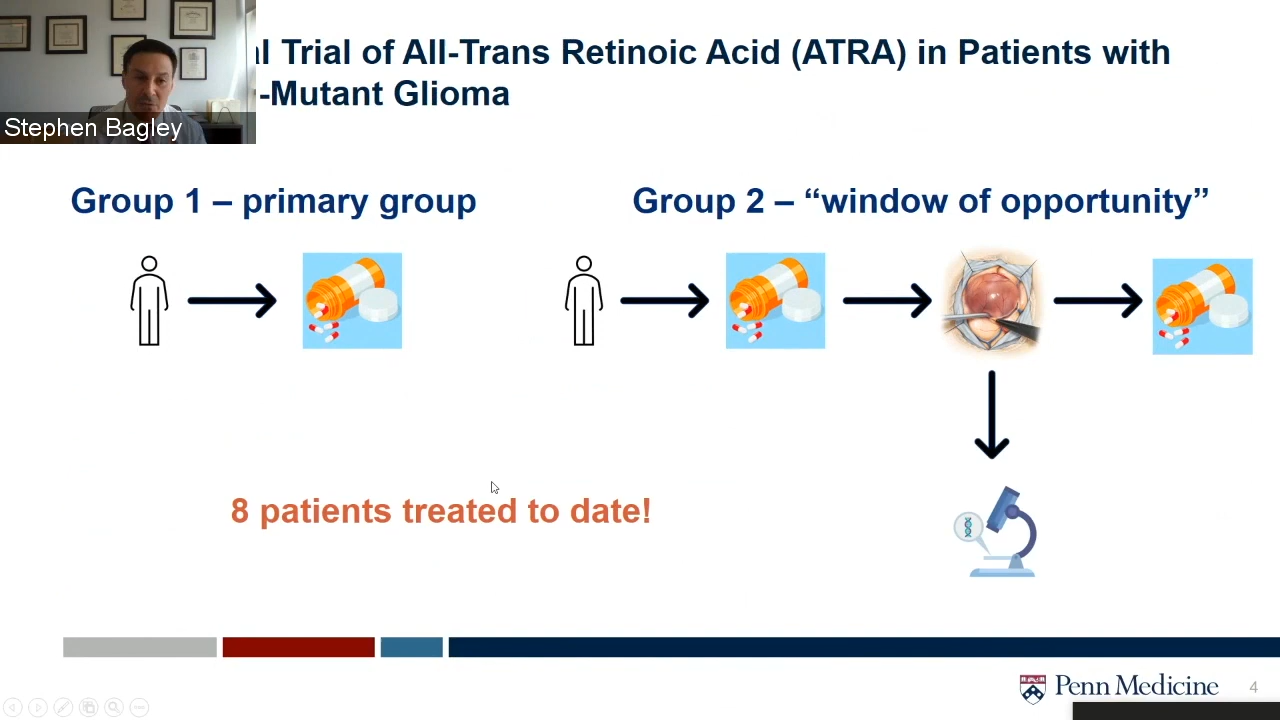 l Trial of All-Trans Retinoic Acid (ATRA) in Patients with
-Mutant Glioma
Stephen Bagley
Group 1 – primary group
Group 2 – “window of opportunity”
8 patients treated to date!
Penn Medicine
4